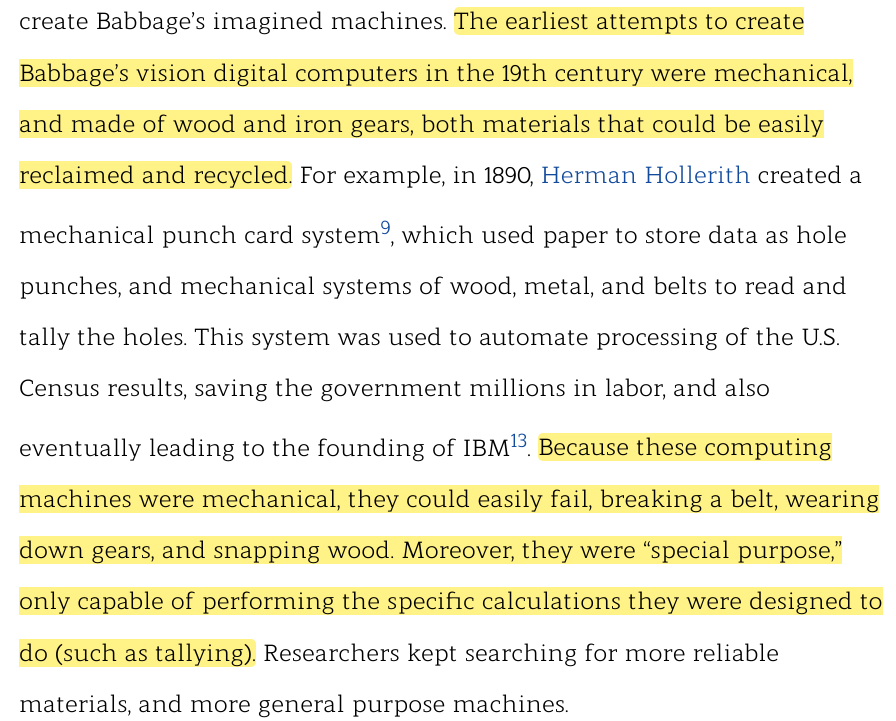 create Babbage’s imagined machines. The earliest attempts to create
Babbage’s vision digital computers in the 19th century were mechanical,
and made of wood and iron gears, both materials that could be easily
reclaimed and recycled. For example, in 1890, Herman Hollerith created a
mechanical punch card system9, which used paper to store data as hole
punches, and mechanical systems of wood, metal, and belts to read and
tally the holes. This system was used to automate processing of the U.S.
Census results, saving the government millions in labor, and also
eventually leading to the founding of IBM13. Because these computing
machines were mechanical, they could easily fail, breaking a belt, wearing
down gears, and snapping wood. Moreover, they were “special purpose,”
only capable of performing the specific calculations they were designed to
do (such as tallying). Researchers kept searching for more reliable
materials, and more general purpose machines.